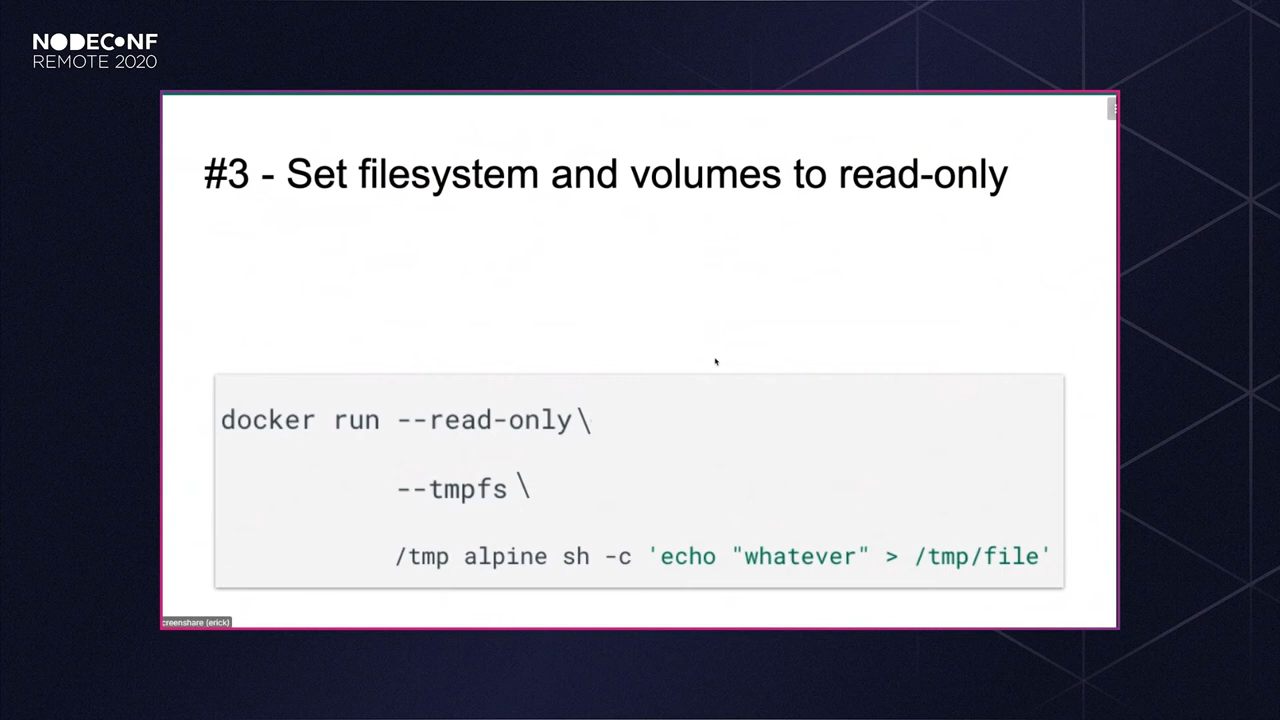 NODECONF
REMOTE 2020
#3 - Set filesystem and volumes to read-only
docker run --read-only\
--tmpfs \
/tmp alpine sh -c 'echo "whatever" > /tmp/file'
creenshare (erick)